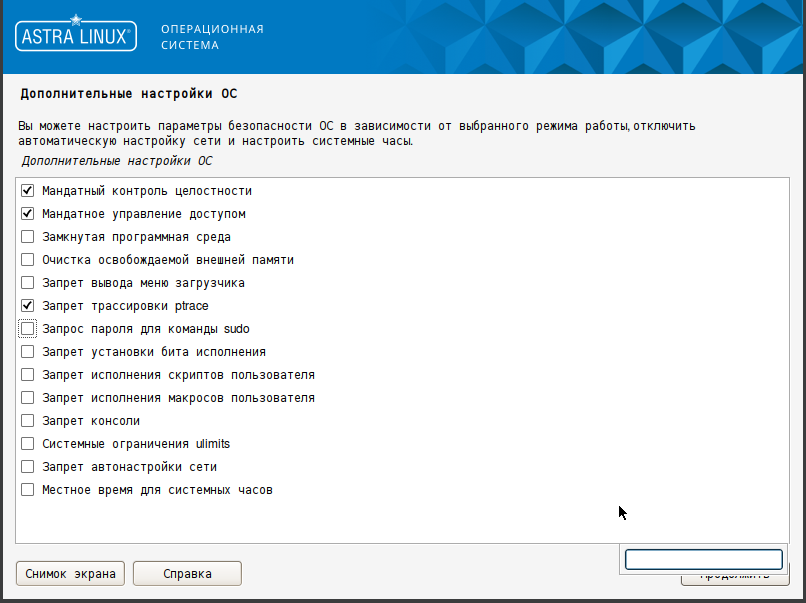 ASTRA LINUX®
ОПЕРАЦИОННАЯ
СИСТЕМА
Дополнительные настройки ОС
Вы можете настроить параметры безопасности ОС в зависимости от выбранного режима работы, отключить
автоматическую настройку сети и настроить системные часы.
Дополнительные настройки ОС
Мандатный контроль целостности
Мандатное управление доступом
Замкнутая программная среда
Очистка освобождаемой внешней памяти
Запрет вывода меню загрузчика
Запрет трассировки ptrace
Запрос пароля для команды sudo
Запрет установки бита исполнения
Запрет исполнения скриптов пользователя
Запрет исполнения макросов пользователя
Запрет консоли
Системные ограничения ulimits
Запрет автонастройки сети
Местное время для системных часов
Снимок экрана
Справка
Продолжить